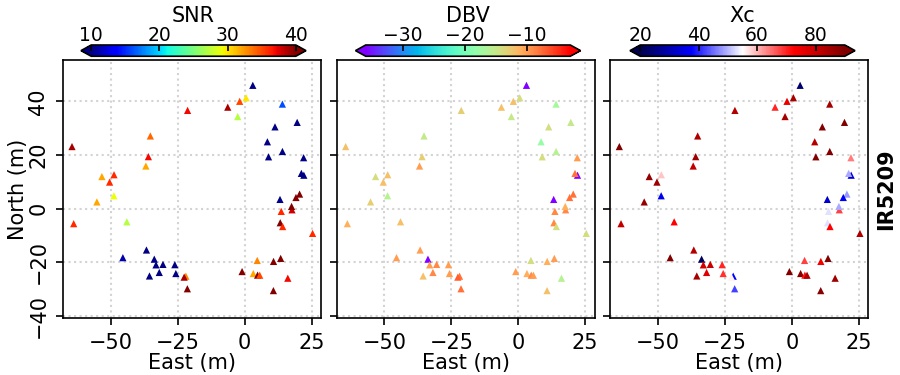 SNR DBV Xc
10 20 30 40 −30 −20 −10 20 40 60 80
40
20
0
−20
−40
North (m)
IR5209
−50 −25 0 25 −50 −25 0 25 −50 −25 0 25
East (m) East (m) East (m)